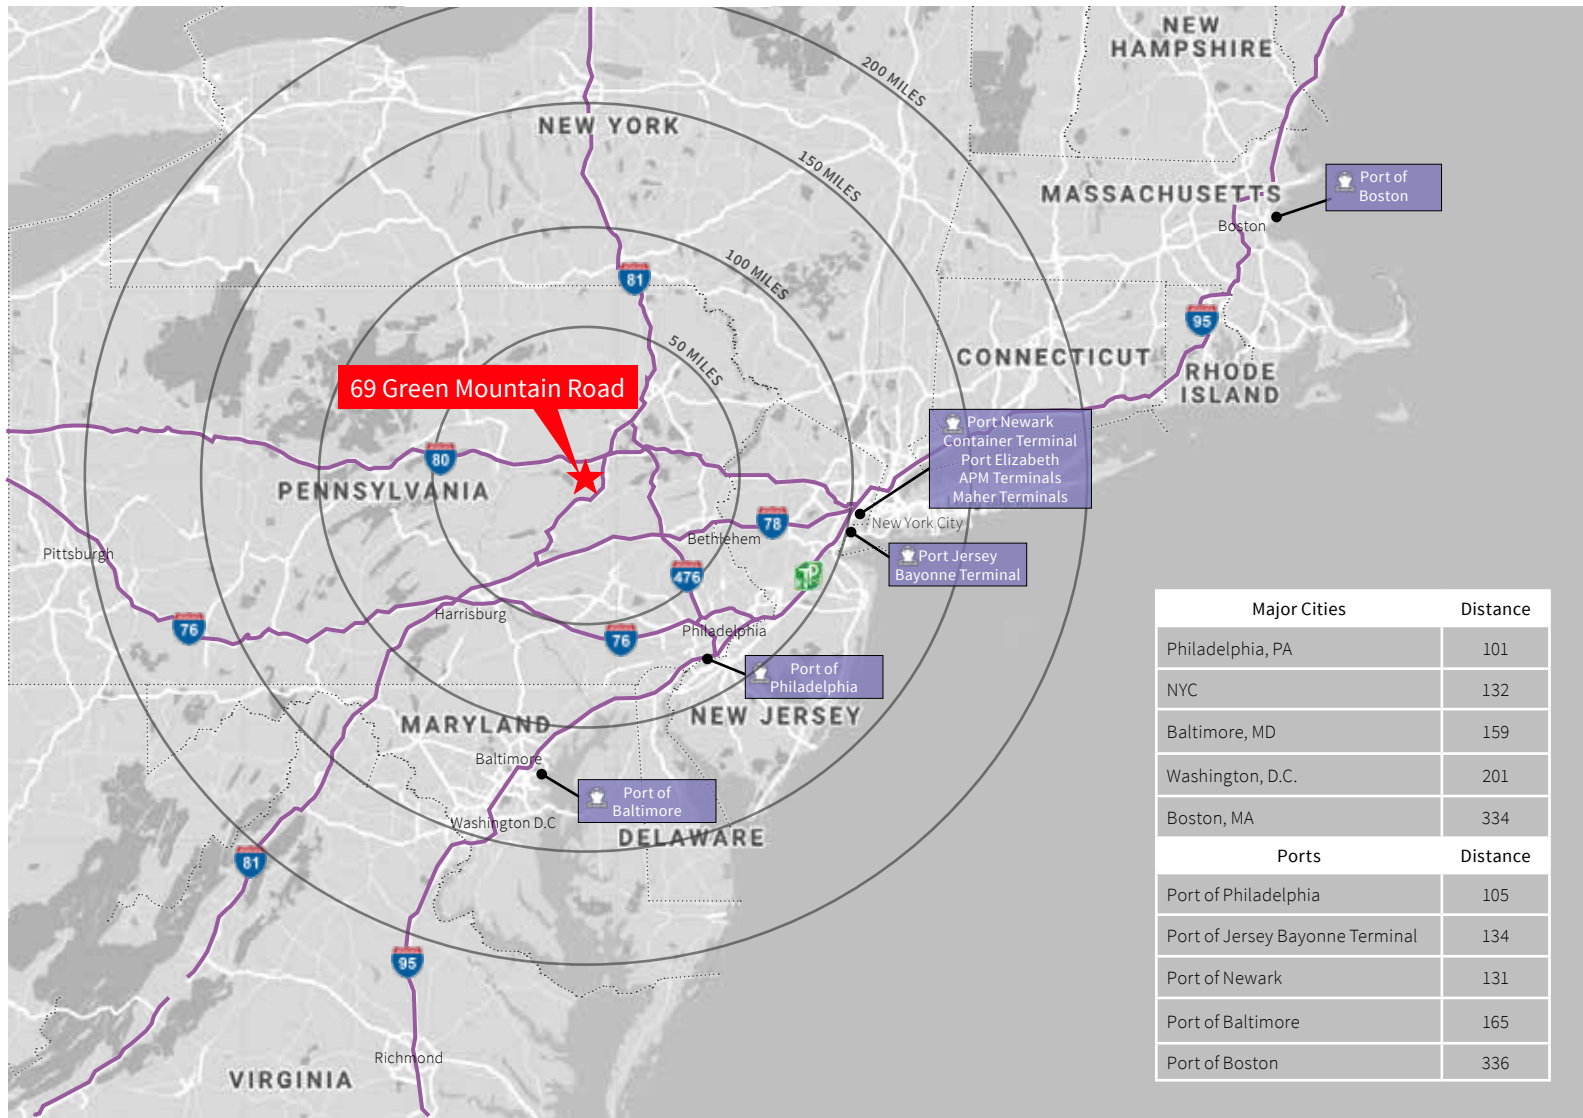 NEW
HAMPSHIRE
200 MILES
NEW YORK
150 MILES
MASSACHUSETTS
Port of
Boston
Boston
100 MILES
81
95
50 MILES
CONNECTICUT
RHODE
ISLAND
69 Green Mountain Road
Port Newark
Container Terminal
Port Elizabeth
APM Terminals
Maher Terminals
80
PENNSYLVANIA
78
New York City
Bethlehem
Pittsburgh
Port Jersey
Bayonne Terminal
476
TP
Harrisburg
76
76
Philadelphia
Port of
Philadelphia
NEW JERSEY
MARYLAND
Baltimore
Port of
Baltimore
Washington D.C
DELAWARE
81
95
Richmond
VIRGINIA
Major Cities Distance
Philadelphia, PA 101
NYC 132
Baltimore, MD 159
Washington, D.C. 201
Boston, MA 334
Ports Distance
Port of Philadelphia 105
Port of Jersey Bayonne Terminal 134
Port of Newark 131
Port of Baltimore 165
Port of Boston 336